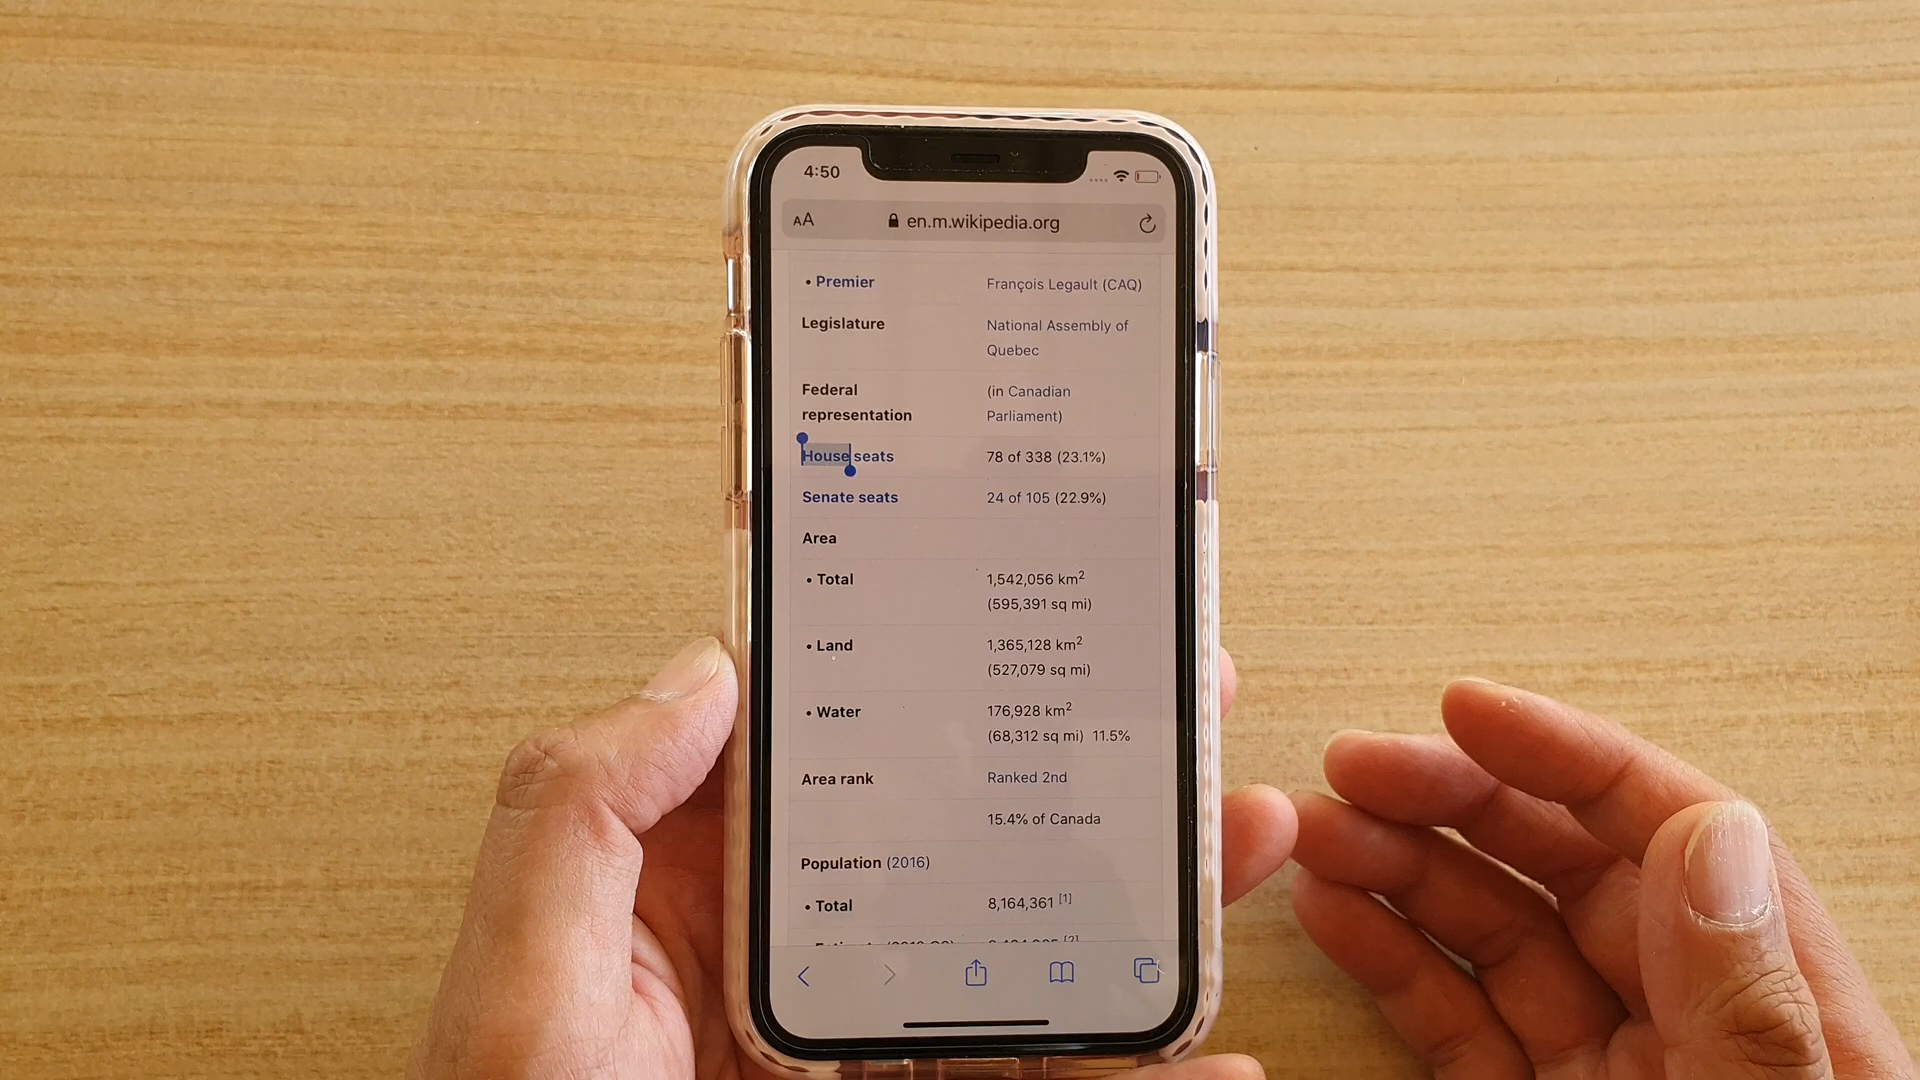 4:50
AA en.m.wikipedia.org
• Premier François Legault (CAQ)
Legislature National Assembly of
Quebec
Federal (in Canadian
representation Parliament)
House seats 78 of 338 (23.1%)
Senate seats 24 of 105 (22.9%)
Area
• Total 1,542,056 km²
(595,391 sq mi)
• Land 1,365,128 km²
(527,079 sq mi)
• Water 176,928 km²
(68,312 sq mi) 11.5%
Area rank Ranked 2nd
15.4% of Canada
Population (2016)
• Total 8,164,361 [1]